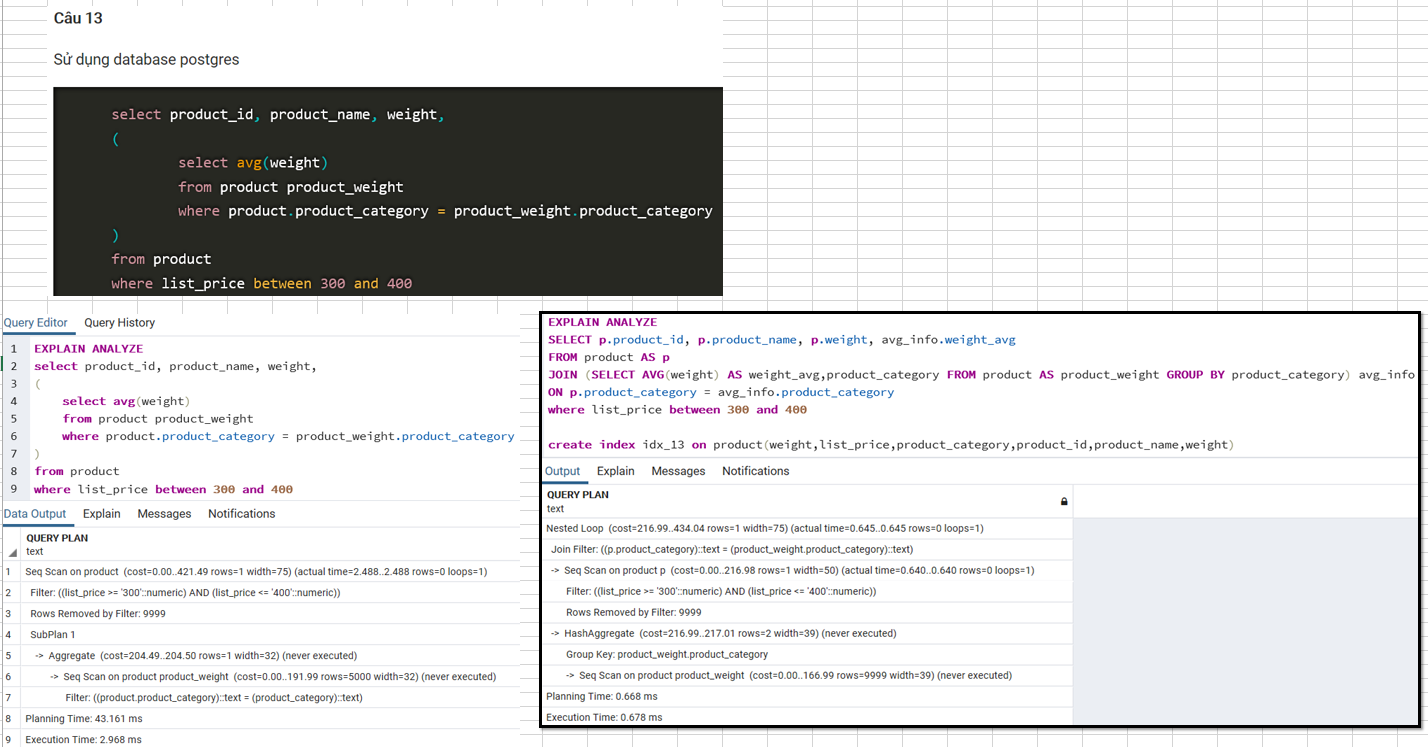 Câu 13
Sử dụng database postgres
select product_id, product_name, weight,
(
select avg(weight)
from product product_weight
where product.product_category = product_weight.product_category
)
from product
where list_price between 300 and 400
Query Editor Query History
1 EXPLAIN ANALYZE
2 select product_id, product_name, weight,
3 (
4 select avg(weight)
5 from product product_weight
6 where product.product_category = product_weight.product_category
7 )
8 from product
9 where list_price between 300 and 400
Data Output Explain Messages Notifications
QUERY PLAN
text
1 Seq Scan on product (cost=0.00..421.49 rows=1 width=75) (actual time=2.488..2.488 rows=0 loops=1)
2 Filter: ((list_price >= '300'::numeric) AND (list_price <= '400'::numeric))
3 Rows Removed by Filter: 9999
4 SubPlan 1
5 -> Aggregate (cost=204.49..204.50 rows=1 width=32) (never executed)
6 -> Seq Scan on product product_weight (cost=0.00..191.99 rows=5000 width=32) (never executed)
7 Filter: ((product.product_category)::text = (product_category)::text)
8 Planning Time: 43.161 ms
9 Execution Time: 2.968 ms
EXPLAIN ANALYZE
SELECT p.product_id, p.product_name, p.weight, avg_info.weight_avg
FROM product AS p
JOIN (SELECT AVG(weight) AS weight_avg,product_category FROM product AS product_weight GROUP BY product_category) avg_info
ON p.product_category = avg_info.product_category
where list_price between 300 and 400
create index idx_13 on product(weight,list_price,product_category,product_id,product_name,weight)
Output Explain Messages Notifications
QUERY PLAN
text
Nested Loop (cost=216.99..434.04 rows=1 width=75) (actual time=0.645..0.645 rows=0 loops=1)
Join Filter: ((p.product_category)::text = (product_weight.product_category)::text)
-> Seq Scan on product p (cost=0.00..216.98 rows=1 width=50) (actual time=0.640..0.640 rows=0 loops=1)
Filter: ((list_price >= '300'::numeric) AND (list_price <= '400'::numeric))
Rows Removed by Filter: 9999
-> HashAggregate (cost=216.99..217.01 rows=2 width=39) (never executed)
Group Key: product_weight.product_category
-> Seq Scan on product product_weight (cost=0.00..166.99 rows=9999 width=39) (never executed)
Planning Time: 0.668 ms
Execution Time: 0.678 ms